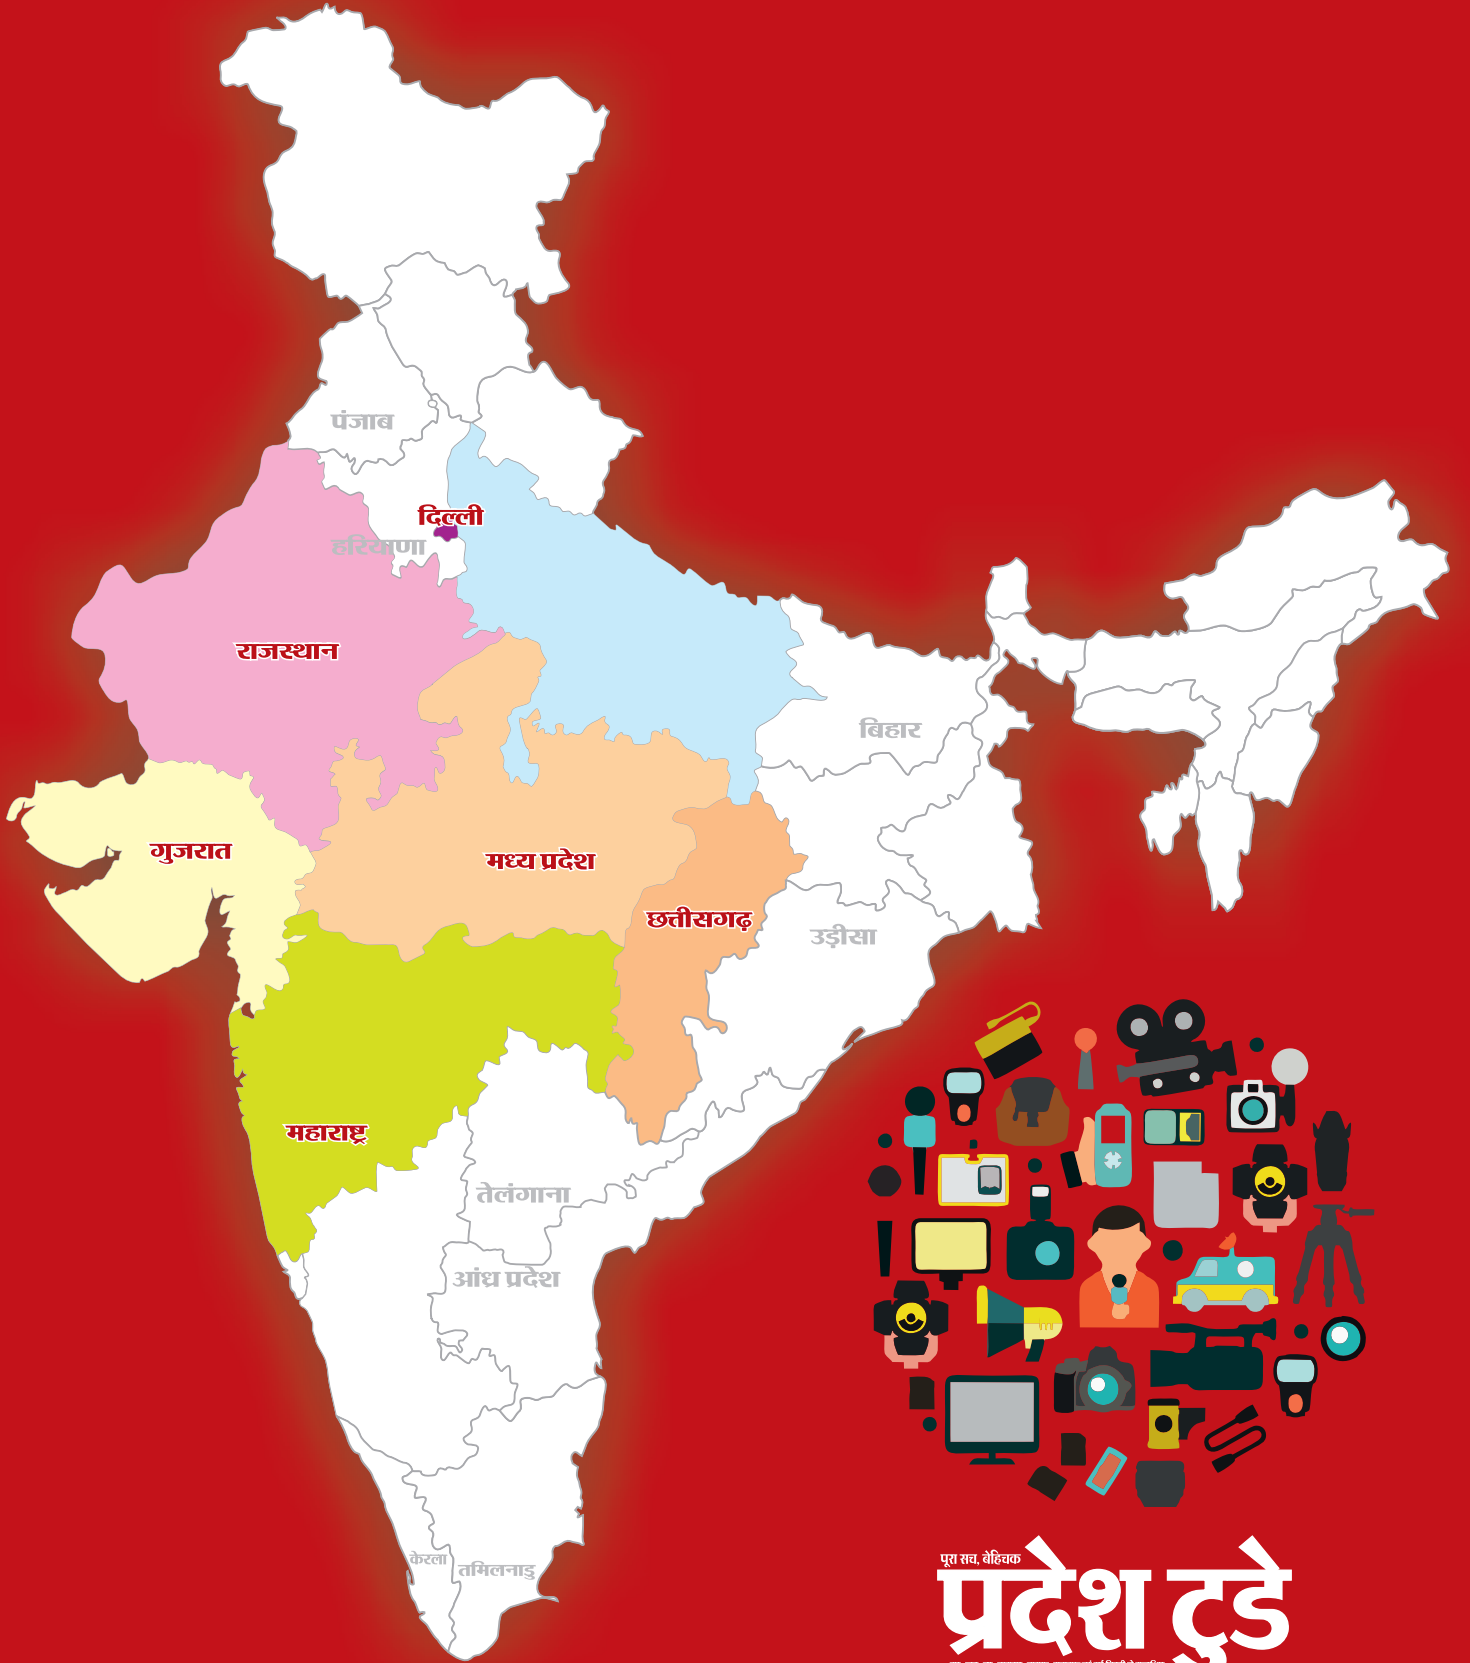 पंजाब
दिल्ली
हरियाणा
राजस्थान
बिहार
गुजरात
मध्य प्रदेश
छत्तीसगढ़
उड़ीसा
महाराष्ट्र
तेलंगाना
आंध्र प्रदेश
केरला
तमिलनाडु
पूरा सच, बेहिचक
प्रदेश टुडे